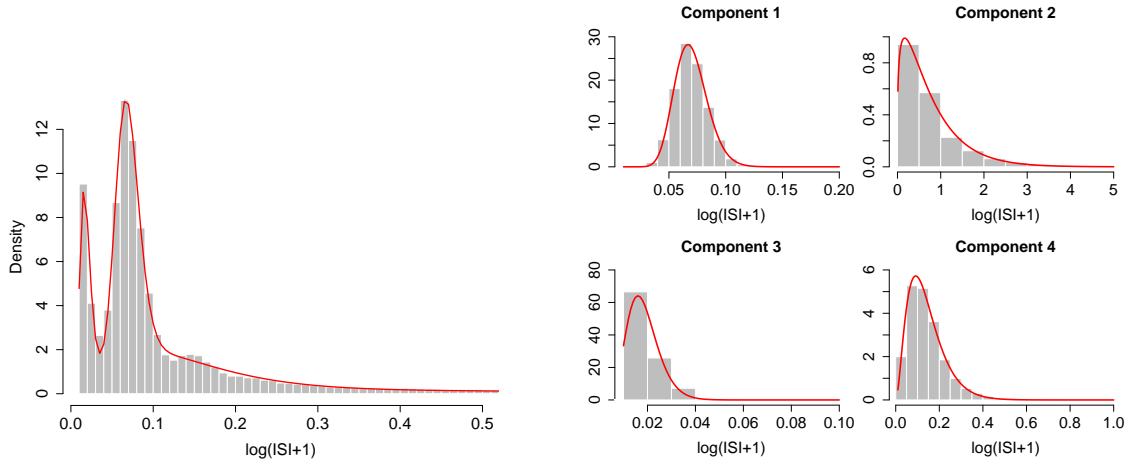 Density
0 2 4 6 8 10 12
0.0 0.1 0.2 0.3 0.4 0.5
log(ISI+1)
Component 1
0 10 20 30
0.05 0.10 0.15 0.20
log(ISI+1)
Component 2
0.0 0.4 0.8
0 1 2 3 4 5
log(ISI+1)
Component 3
0 20 40 60 80
0.02 0.04 0.06 0.08 0.10
log(ISI+1)
Component 4
0 2 4 6
0.0 0.2 0.4 0.6 0.8 1.0
log(ISI+1)